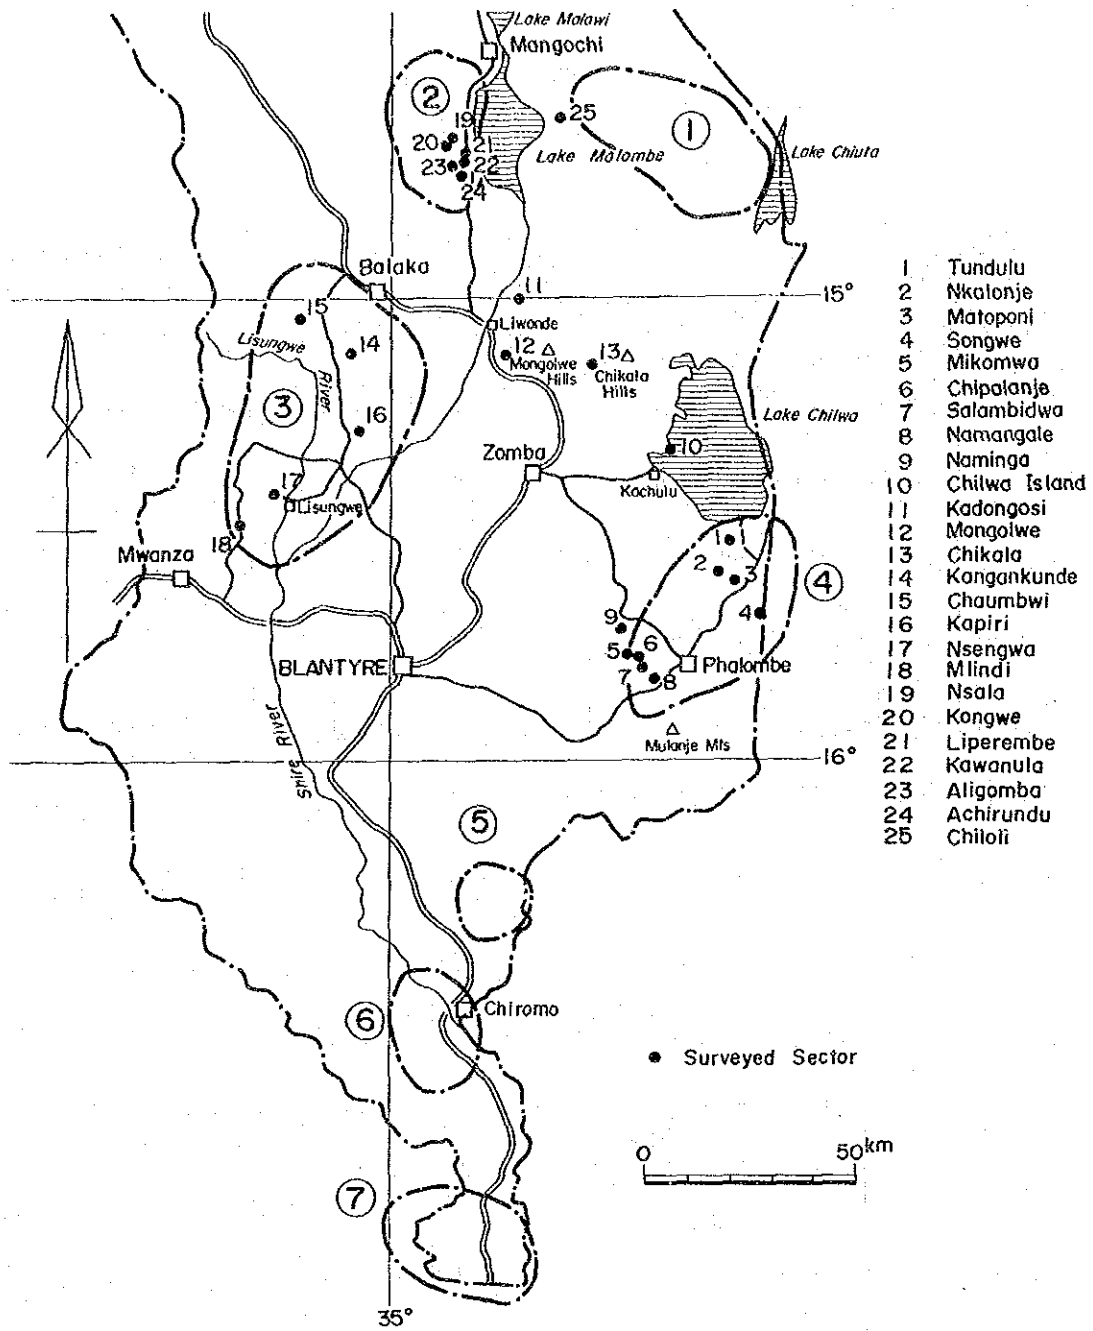 Lake Malawi
Mangochi
2
19
20
21
22
23
24
25
1
Lake Malombe
Lake Chiuta
Balaka
11
15°
15
Liwonde
Lisungwe
14
12
Mongolwe
Hills
13
Chikala
Hills
River
3
16
Lake Chilwa
Zomba
10
Kachulu
17
Lisungwe
18
Mwanza
1
2
3
4
4
9
5
6
7
8
BLANTYRE
Phalombe
Shire River
Mulanje Mts
16°
5
6
Chiromo
7
35°
1 Tundulu
2 Nkalonje
3 Matoponi
4 Songwe
5 Mikomwa
6 Chipalanje
7 Salambidwa
8 Namangale
9 Naminga
10 Chilwa Island
11 Kadongosi
12 Mongolwe
13 Chikala
14 Kangankunde
15 Chaumbwi
16 Kapiri
17 Nsengwa
18 Mlindi
19 Nsala
20 Kongwe
21 Liperembe
22 Kawanula
23 Aligomba
24 Achirundu
25 Chiloli
Surveyed Sector
0 50km